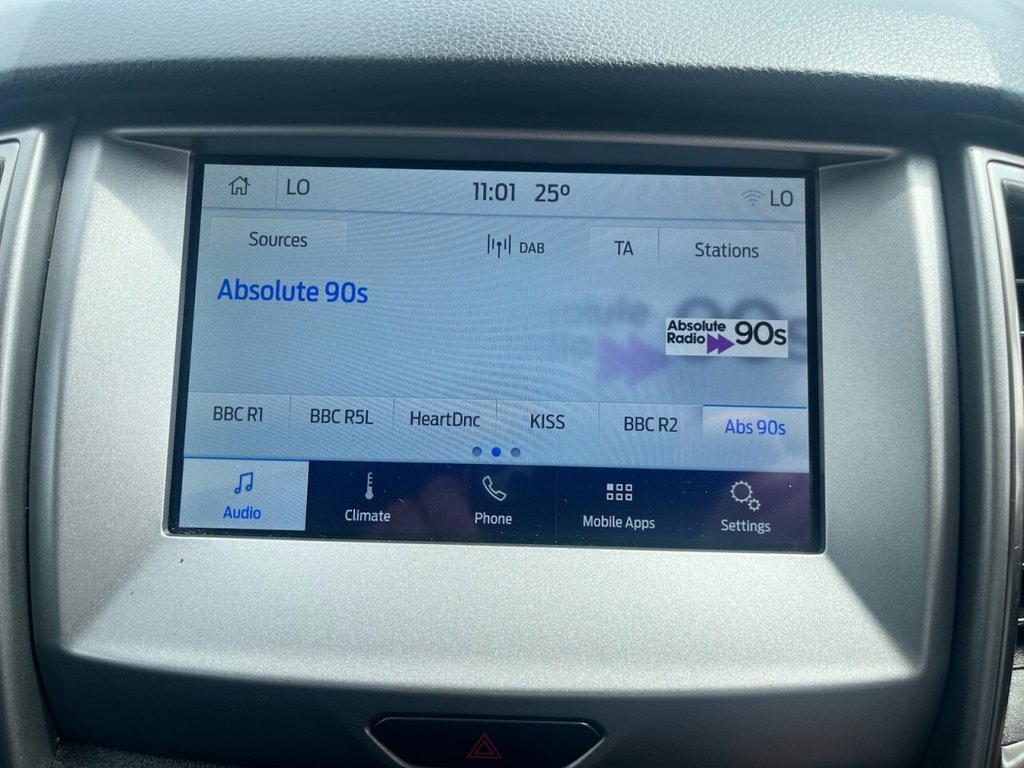 LO 11:01 25º LO
Sources DAB TA Stations
Absolute 90s
Absolute
Radio 90s
BBC R1 BBC R5L HeartDnc KISS BBC R2 Abs 90s
Audio Climate Phone Mobile Apps Settings